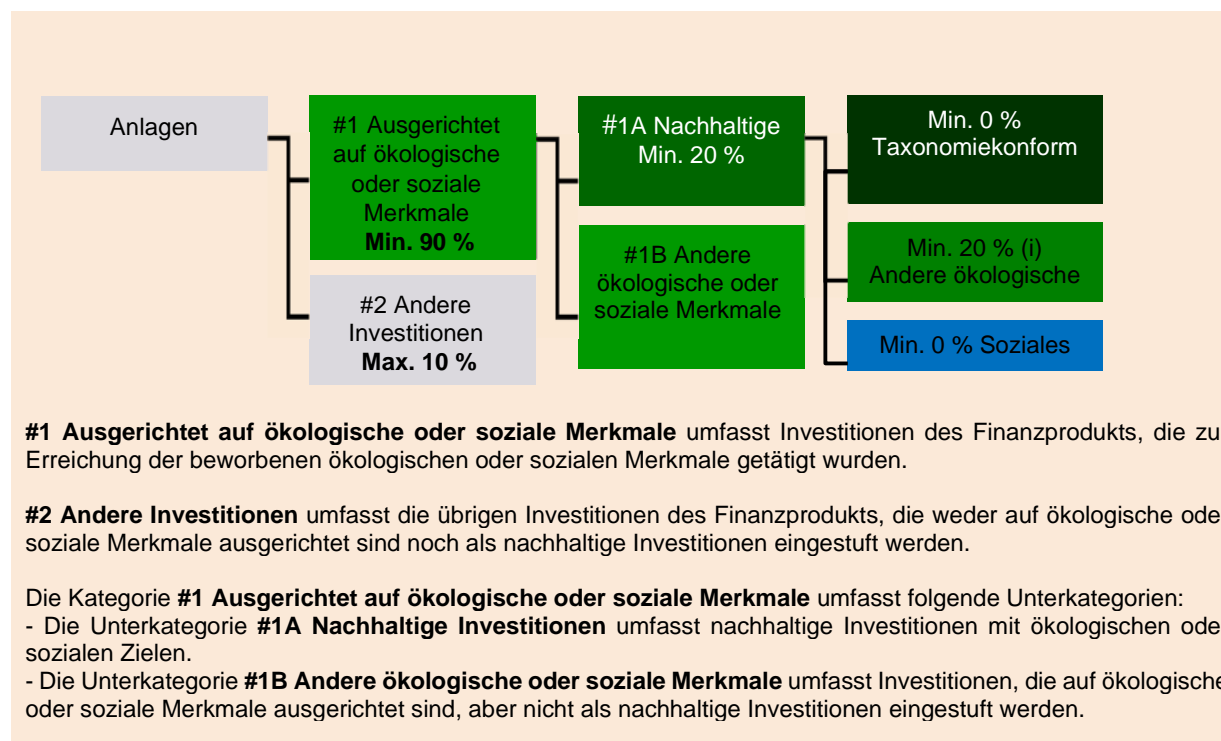 Anlagen
#1 Ausgerichtet
auf ökologische
oder soziale
Merkmale
Min. 90 %
#2 Andere
Investitionen
Max. 10 %
#1A Nachhaltige
Min. 20 %
#1B Andere
ökologische oder
soziale Merkmale
Min. 0 %
Taxonomiekonform
Min. 20 % (i)
Andere ökologische
Min. 0 % Soziales
#1 Ausgerichtet auf ökologische oder soziale Merkmale umfasst Investitionen des Finanzprodukts, die zu
Erreichung der beworbenen ökologischen oder sozialen Merkmale getätigt wurden.
#2 Andere Investitionen umfasst die übrigen Investitionen des Finanzprodukts, die weder auf ökologische ode
soziale Merkmale ausgerichtet sind noch als nachhaltige Investitionen eingestuft werden.
Die Kategorie #1 Ausgerichtet auf ökologische oder soziale Merkmale umfasst folgende Unterkategorien:
- Die Unterkategorie #1A Nachhaltige Investitionen umfasst nachhaltige Investitionen mit ökologischen ode
sozialen Zielen.
- Die Unterkategorie #1B Andere ökologische oder soziale Merkmale umfasst Investitionen, die auf ökologische
oder soziale Merkmale ausgerichtet sind, aber nicht als nachhaltige Investitionen eingestuft werden.